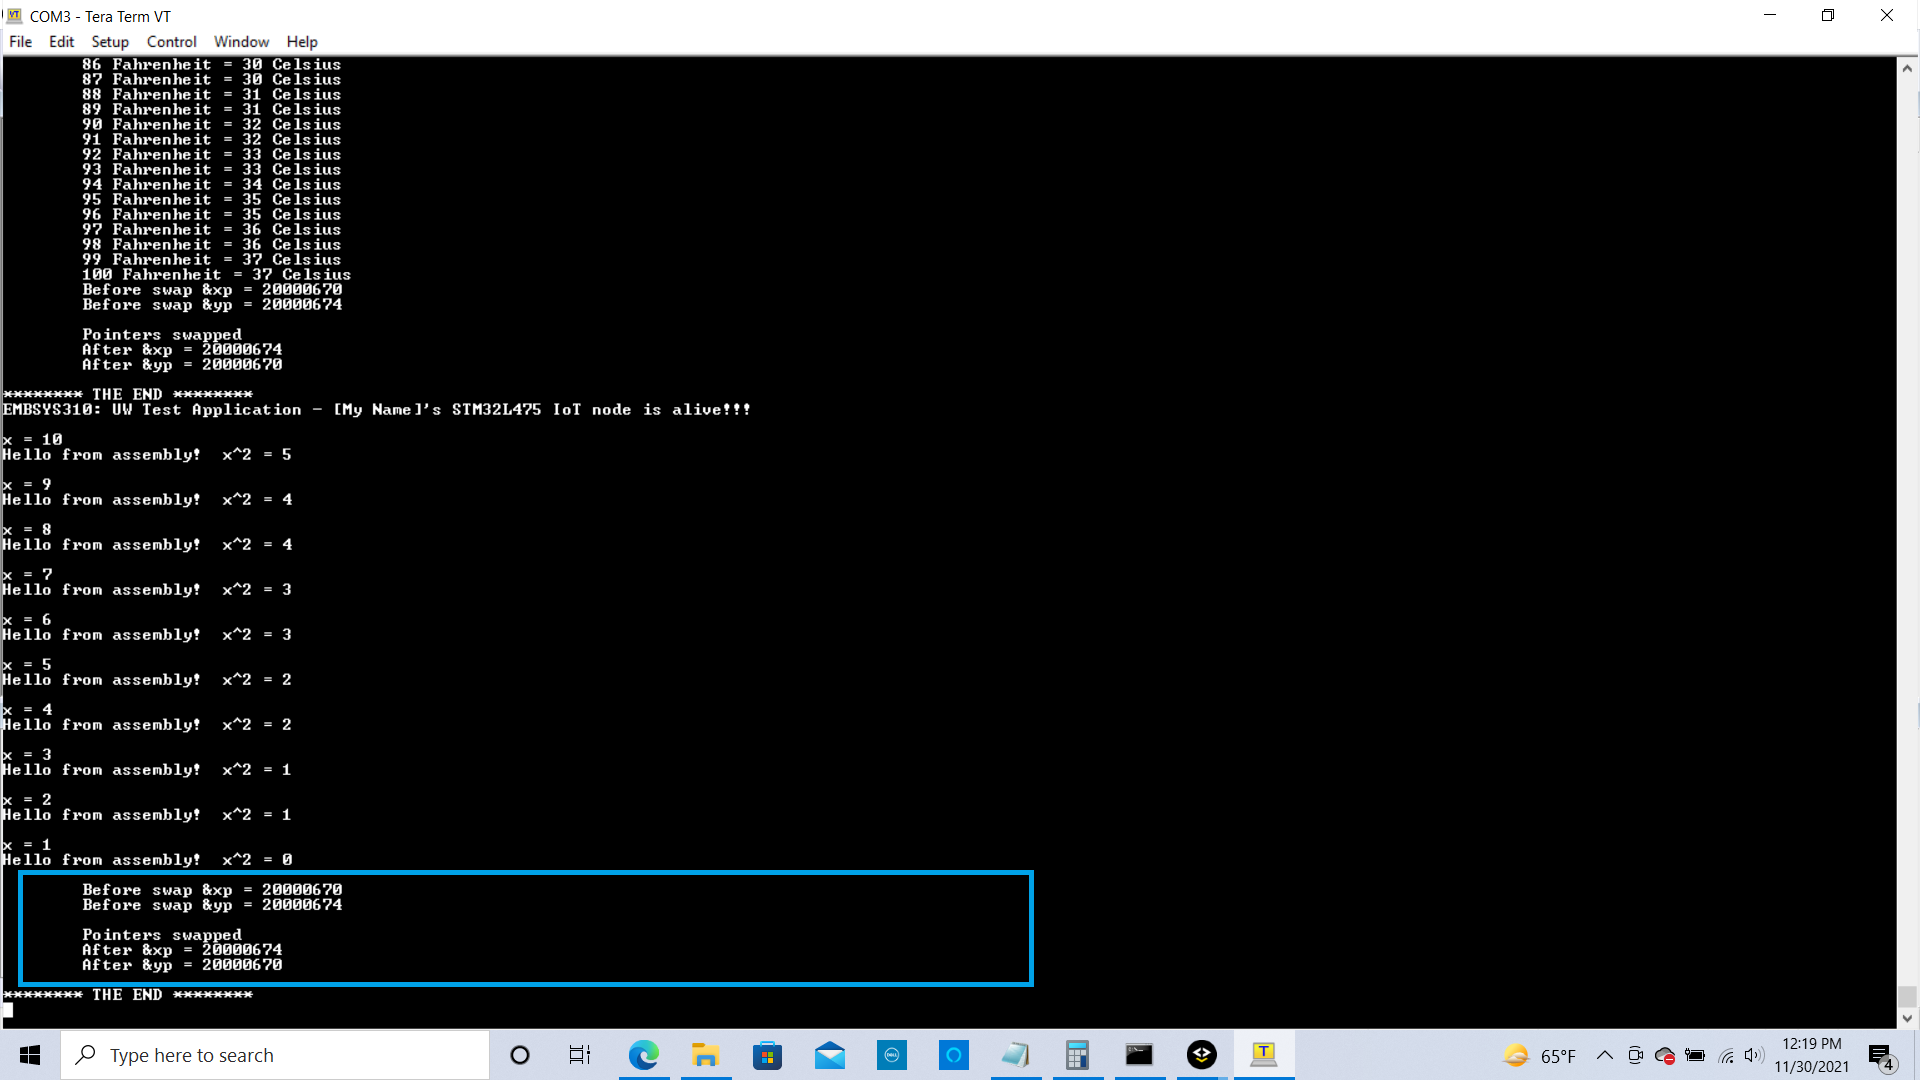 COM3 - Tera Term VT
File Edit Setup Control Window Help
86 Fahrenheit = 30 Celsius
87 Fahrenheit = 30 Celsius
88 Fahrenheit = 31 Celsius
89 Fahrenheit = 31 Celsius
90 Fahrenheit = 32 Celsius
91 Fahrenheit = 32 Celsius
92 Fahrenheit = 33 Celsius
93 Fahrenheit = 33 Celsius
94 Fahrenheit = 34 Celsius
95 Fahrenheit = 35 Celsius
96 Fahrenheit = 35 Celsius
97 Fahrenheit = 36 Celsius
98 Fahrenheit = 36 Celsius
99 Fahrenheit = 37 Celsius
100 Fahrenheit = 37 Celsius
Before swap &xp = 20000670
Before swap &yp = 20000674
Pointers swapped
After &xp = 20000674
After &yp = 20000670
******** THE END ********
EMBSYS310: UW Test Application - [My Name]'s STM32L475 IoT node is alive!!!
x = 10
Hello from assembly!  x^2 = 5
x = 9
Hello from assembly!  x^2 = 4
x = 8
Hello from assembly!  x^2 = 4
x = 7
Hello from assembly!  x^2 = 3
x = 6
Hello from assembly!  x^2 = 3
x = 5
Hello from assembly!  x^2 = 2
x = 4
Hello from assembly!  x^2 = 2
x = 3
Hello from assembly!  x^2 = 1
x = 2
Hello from assembly!  x^2 = 1
x = 1
Hello from assembly!  x^2 = 0
Before swap &xp = 20000670
Before swap &yp = 20000674
Pointers swapped
After &xp = 20000674
After &yp = 20000670
******** THE END ********
Type here to search
65°F
12:19 PM
11/30/2021
4